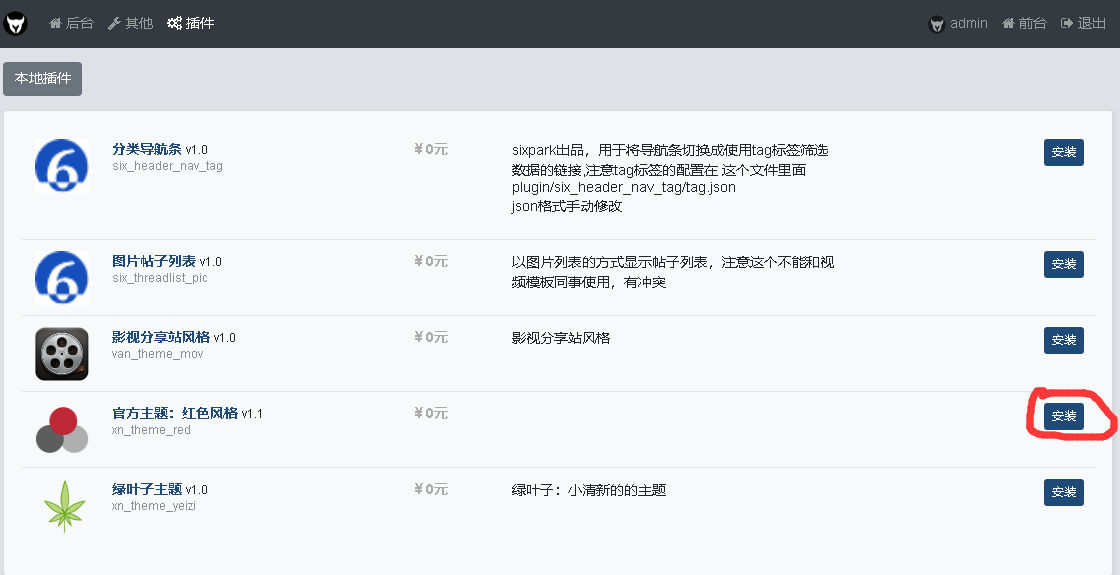 后台 其他 插件 admin 前台 退出
本地插件
分类导航条 v1.0 ¥0元 sixpark出品，用于将导航条切换成使用tag标签筛选 安装
six_header_nav_tag 数据的链接,注意tag标签的配置在 这个文件里面
plugin/six_header_nav_tag/tag.json
json格式手动修改
图片帖子列表 v1.0 ¥0元 以图片列表的方式显示帖子列表，注意这个不能和视 安装
six_threadlist_pic 频模板同事使用，有冲突
影视分享站风格 v1.0 ¥0元 影视分享站风格 安装
van_theme_mov
官方主题：红色风格 v1.1 ¥0元 安装
xn_theme_red
绿叶子主题 v1.0 ¥0元 绿叶子：小清新的的主题 安装
xn_theme_yeizi